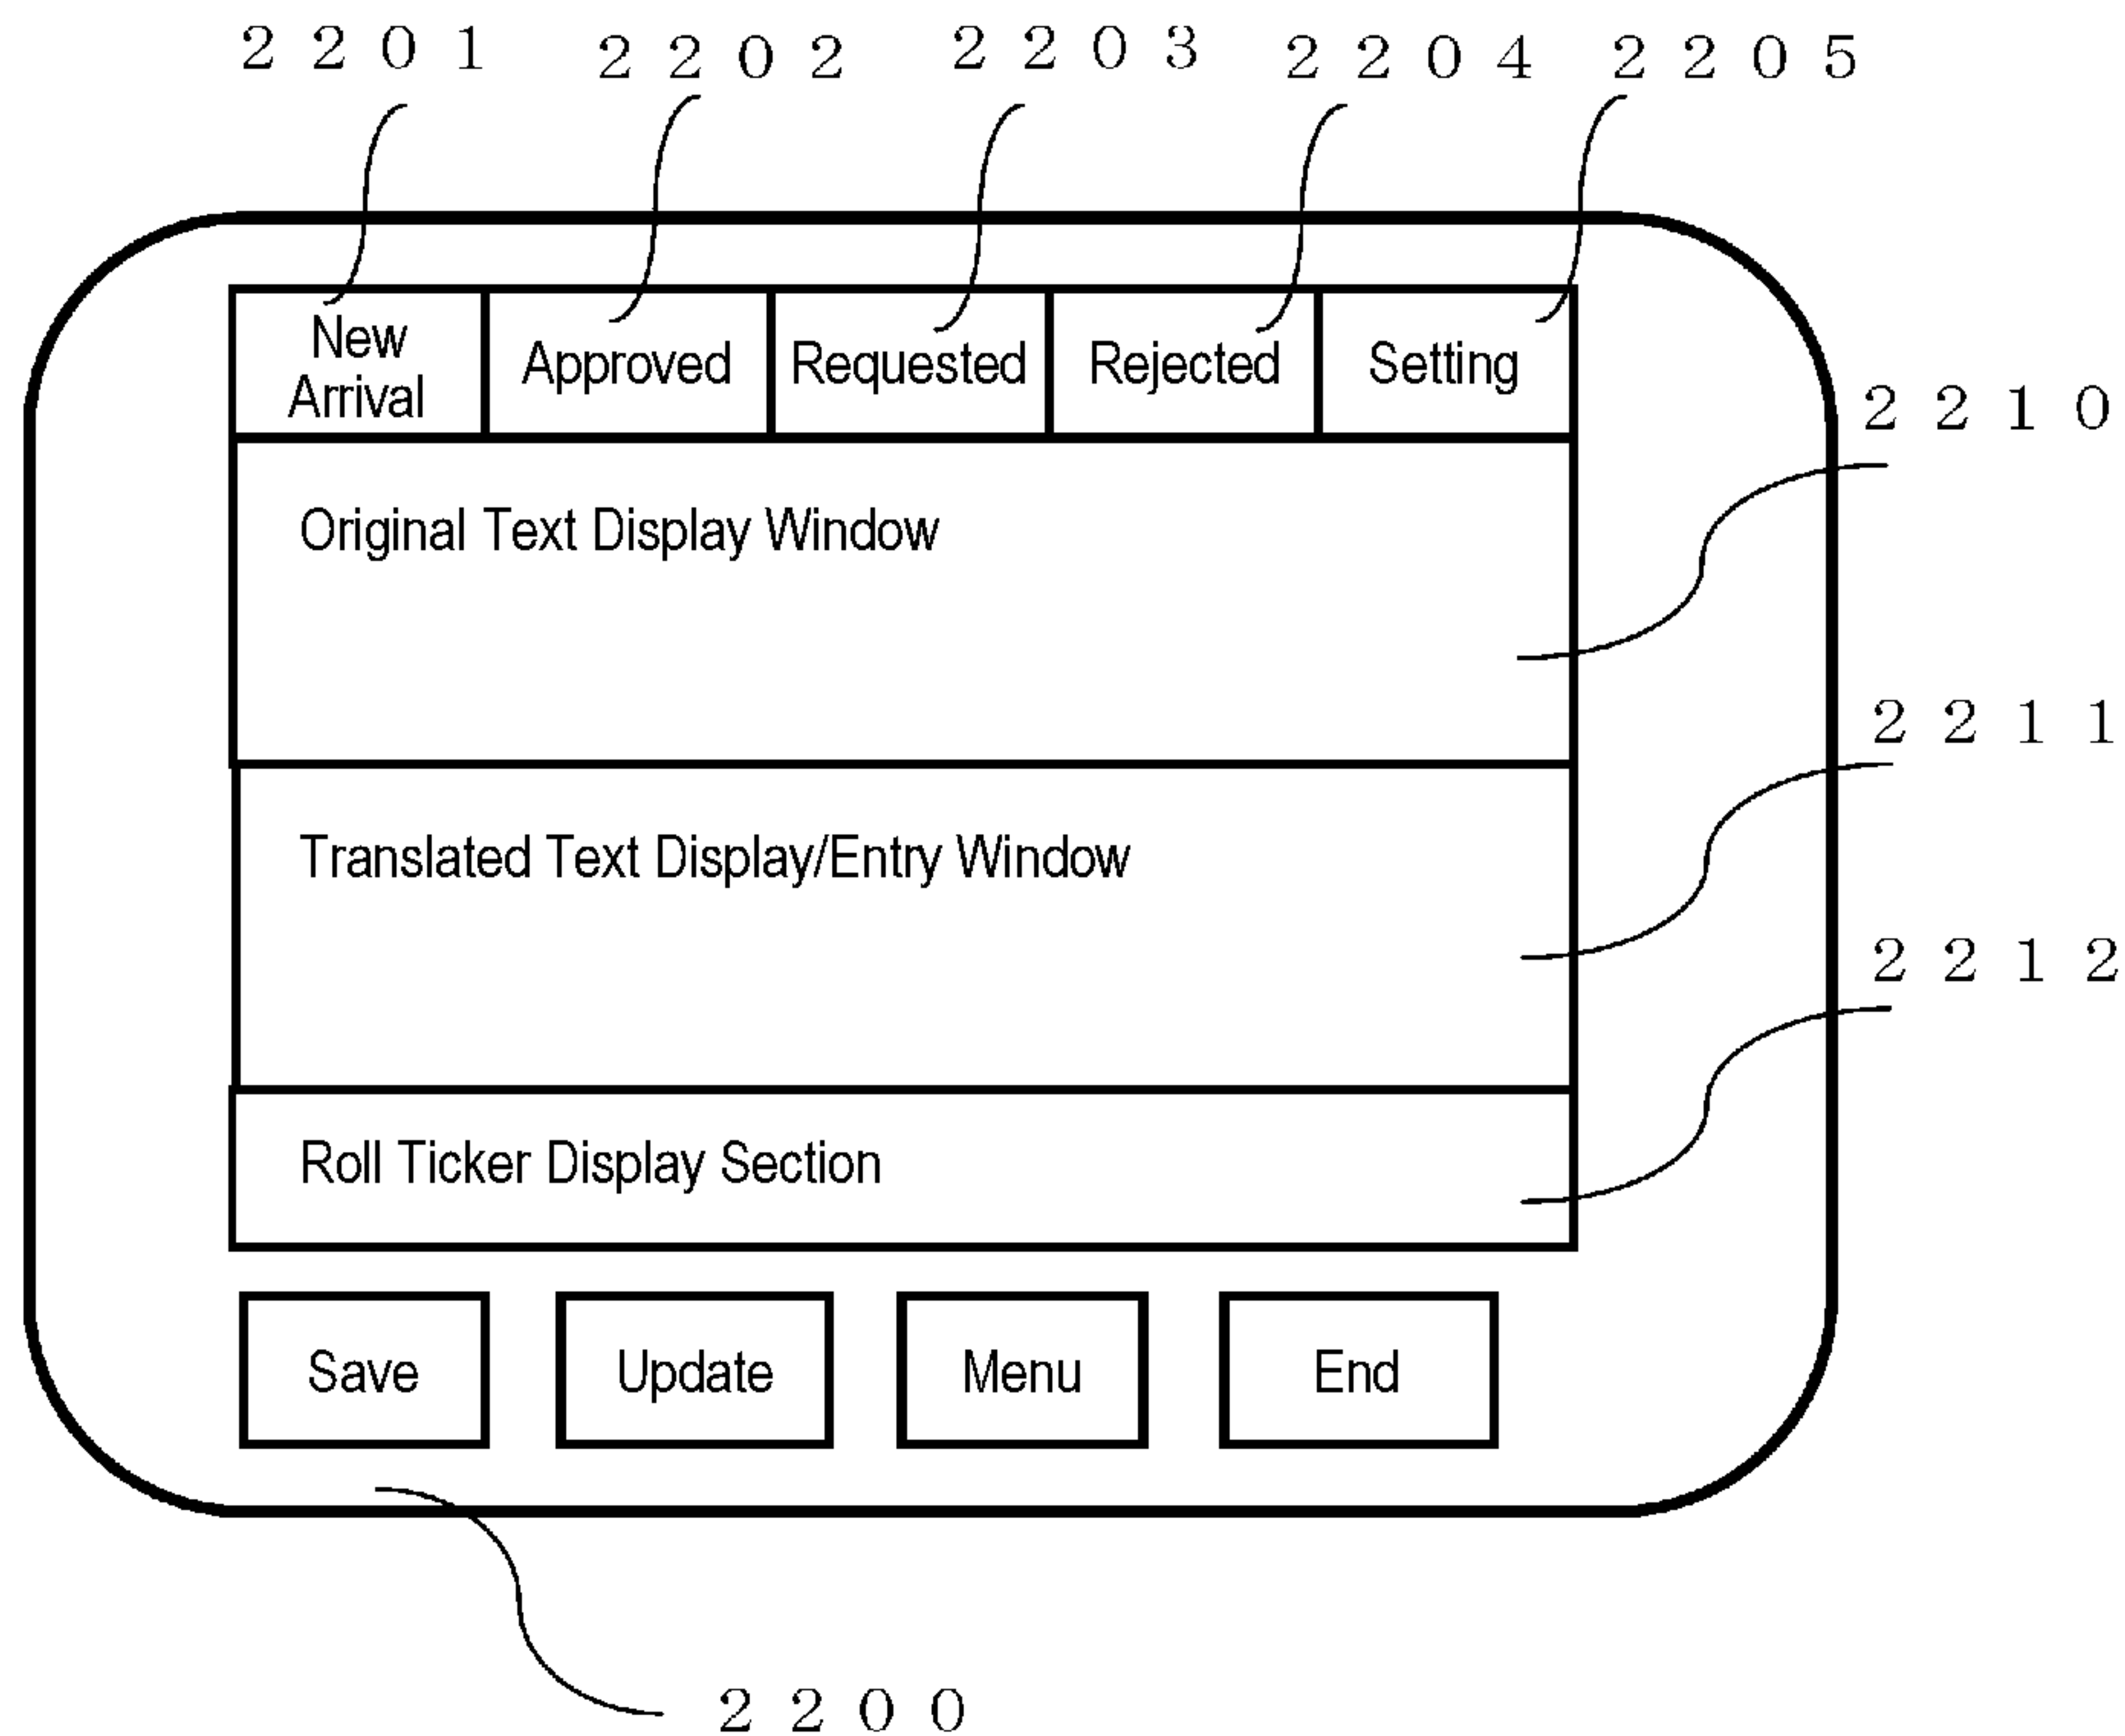 2201 2202 2203 2204 2205
New
Arrival
Approved
Requested
Rejected
Setting
2210
Original Text Display Window
2211
Translated Text Display/Entry Window
2212
Roll Ticker Display Section
Save
Update
Menu
End
2200